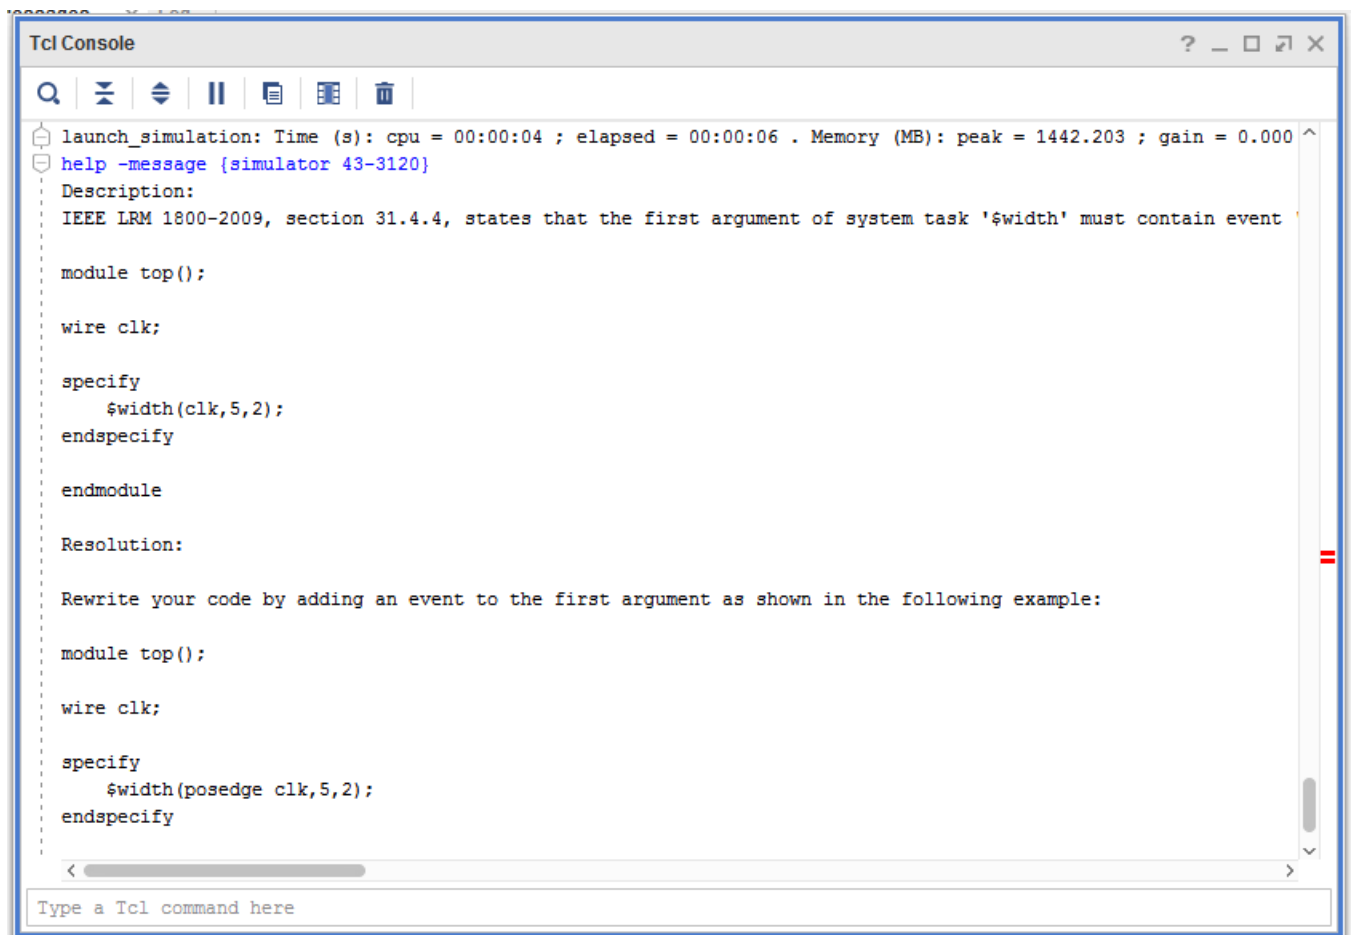 Tcl Console
launch_simulation: Time (s): cpu = 00:00:04 ; elapsed = 00:00:06 . Memory (MB): peak = 1442.203 ; gain = 0.000
help -message {simulator 43-3120}
Description:
IEEE LRM 1800-2009, section 31.4.4, states that the first argument of system task '$width' must contain event '
module top();
wire clk;
specify
$width(clk,5,2);
endspecify
endmodule
Resolution:
Rewrite your code by adding an event to the first argument as shown in the following example:
module top();
wire clk;
specify
$width(posedge clk,5,2);
endspecify
Type a Tcl command here